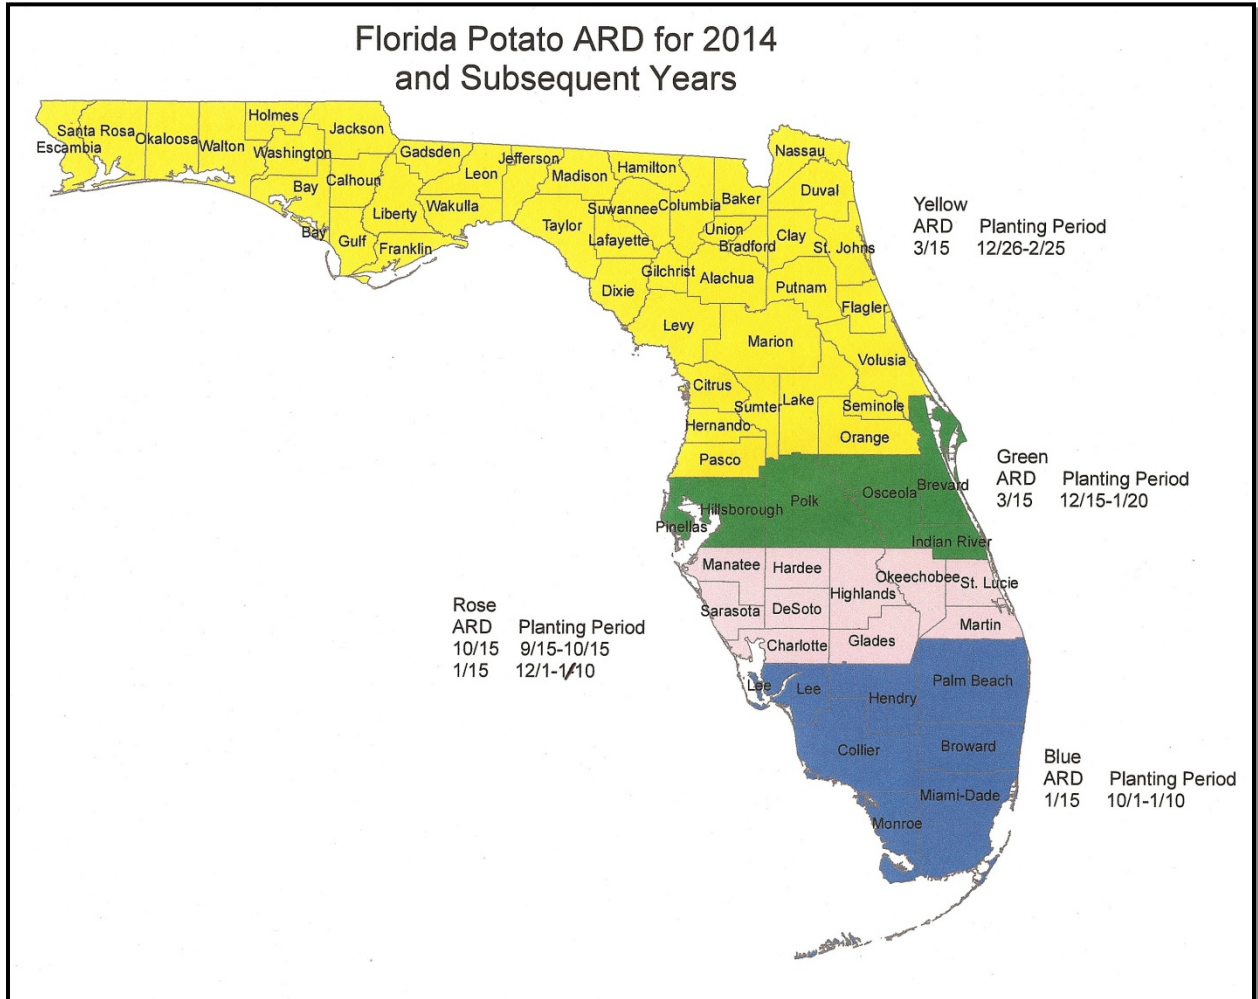 Florida Potato ARD for 2014
and Subsequent Years
Holmes
Jackson
Santa Rosa
Okaloosa
Walton
Escambia
Washington
Gadsden
Jefferson
Hamilton
Nassau
Leon
Madison
Bay
Calhoun
Duval
Baker
Suwannee
Columbia
Liberty
Wakulla
Taylor
Union
Bay
Gulf
Franklin
Lafayette
Bradford
Clay
St. Johns
Gilchrist
Alachua
Dixie
Putnam
Flagler
Levy
Marion
Volusia
Citrus
Sumter
Lake
Seminole
Hernando
Orange
Pasco
Yellow
ARD Planting Period
3/15 12/26-2/25
Green
ARD Planting Period
3/15 12/15-1/20
Pinellas
Hillsborough
Polk
Osceola
Brevard
Indian River
Manatee
Hardee
Highlands
Okeechobee
St. Lucie
Sarasota
DeSoto
Martin
Charlotte
Glades
Rose
ARD Planting Period
10/15 9/15-10/15
1/15 12/1-1/10
Lee
Lee
Hendry
Palm Beach
Collier
Broward
Miami-Dade
Monroe
Blue
ARD Planting Period
1/15 10/1-1/10